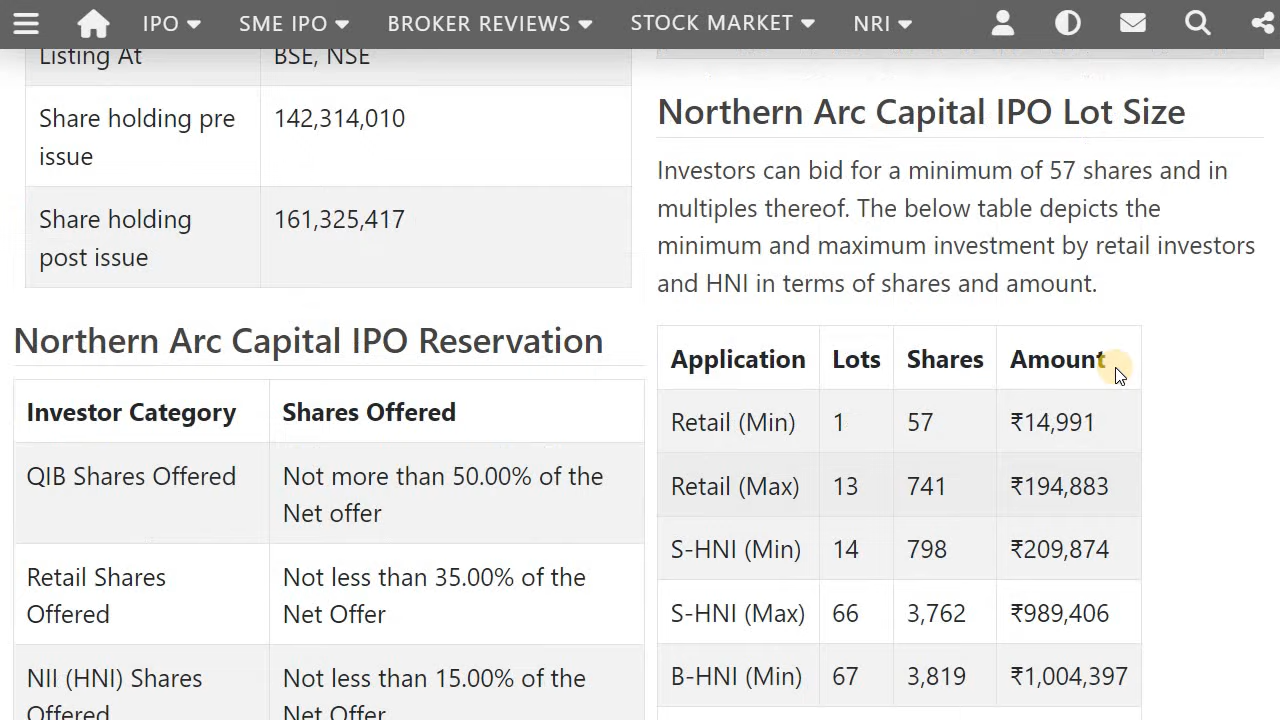 IPO SME IPO BROKER REVIEWS STOCK MARKET NRI
Listing At BSE, NSE
Share holding pre 142,314,010
issue
Share holding 161,325,417
post issue
Northern Arc Capital IPO Reservation
Investor Category Shares Offered
QIB Shares Offered Not more than 50.00% of the
Net offer
Retail Shares Not less than 35.00% of the
Offered Net Offer
NII (HNI) Shares Not less than 15.00% of the
Offered Net Offer
Northern Arc Capital IPO Lot Size
Investors can bid for a minimum of 57 shares and in
multiples thereof. The below table depicts the
minimum and maximum investment by retail investors
and HNI in terms of shares and amount.
Application Lots Shares Amount
Retail (Min) 1 57 ₹14,991
Retail (Max) 13 741 ₹194,883
S-HNI (Min) 14 798 ₹209,874
S-HNI (Max) 66 3,762 ₹989,406
B-HNI (Min) 67 3,819 ₹1,004,397